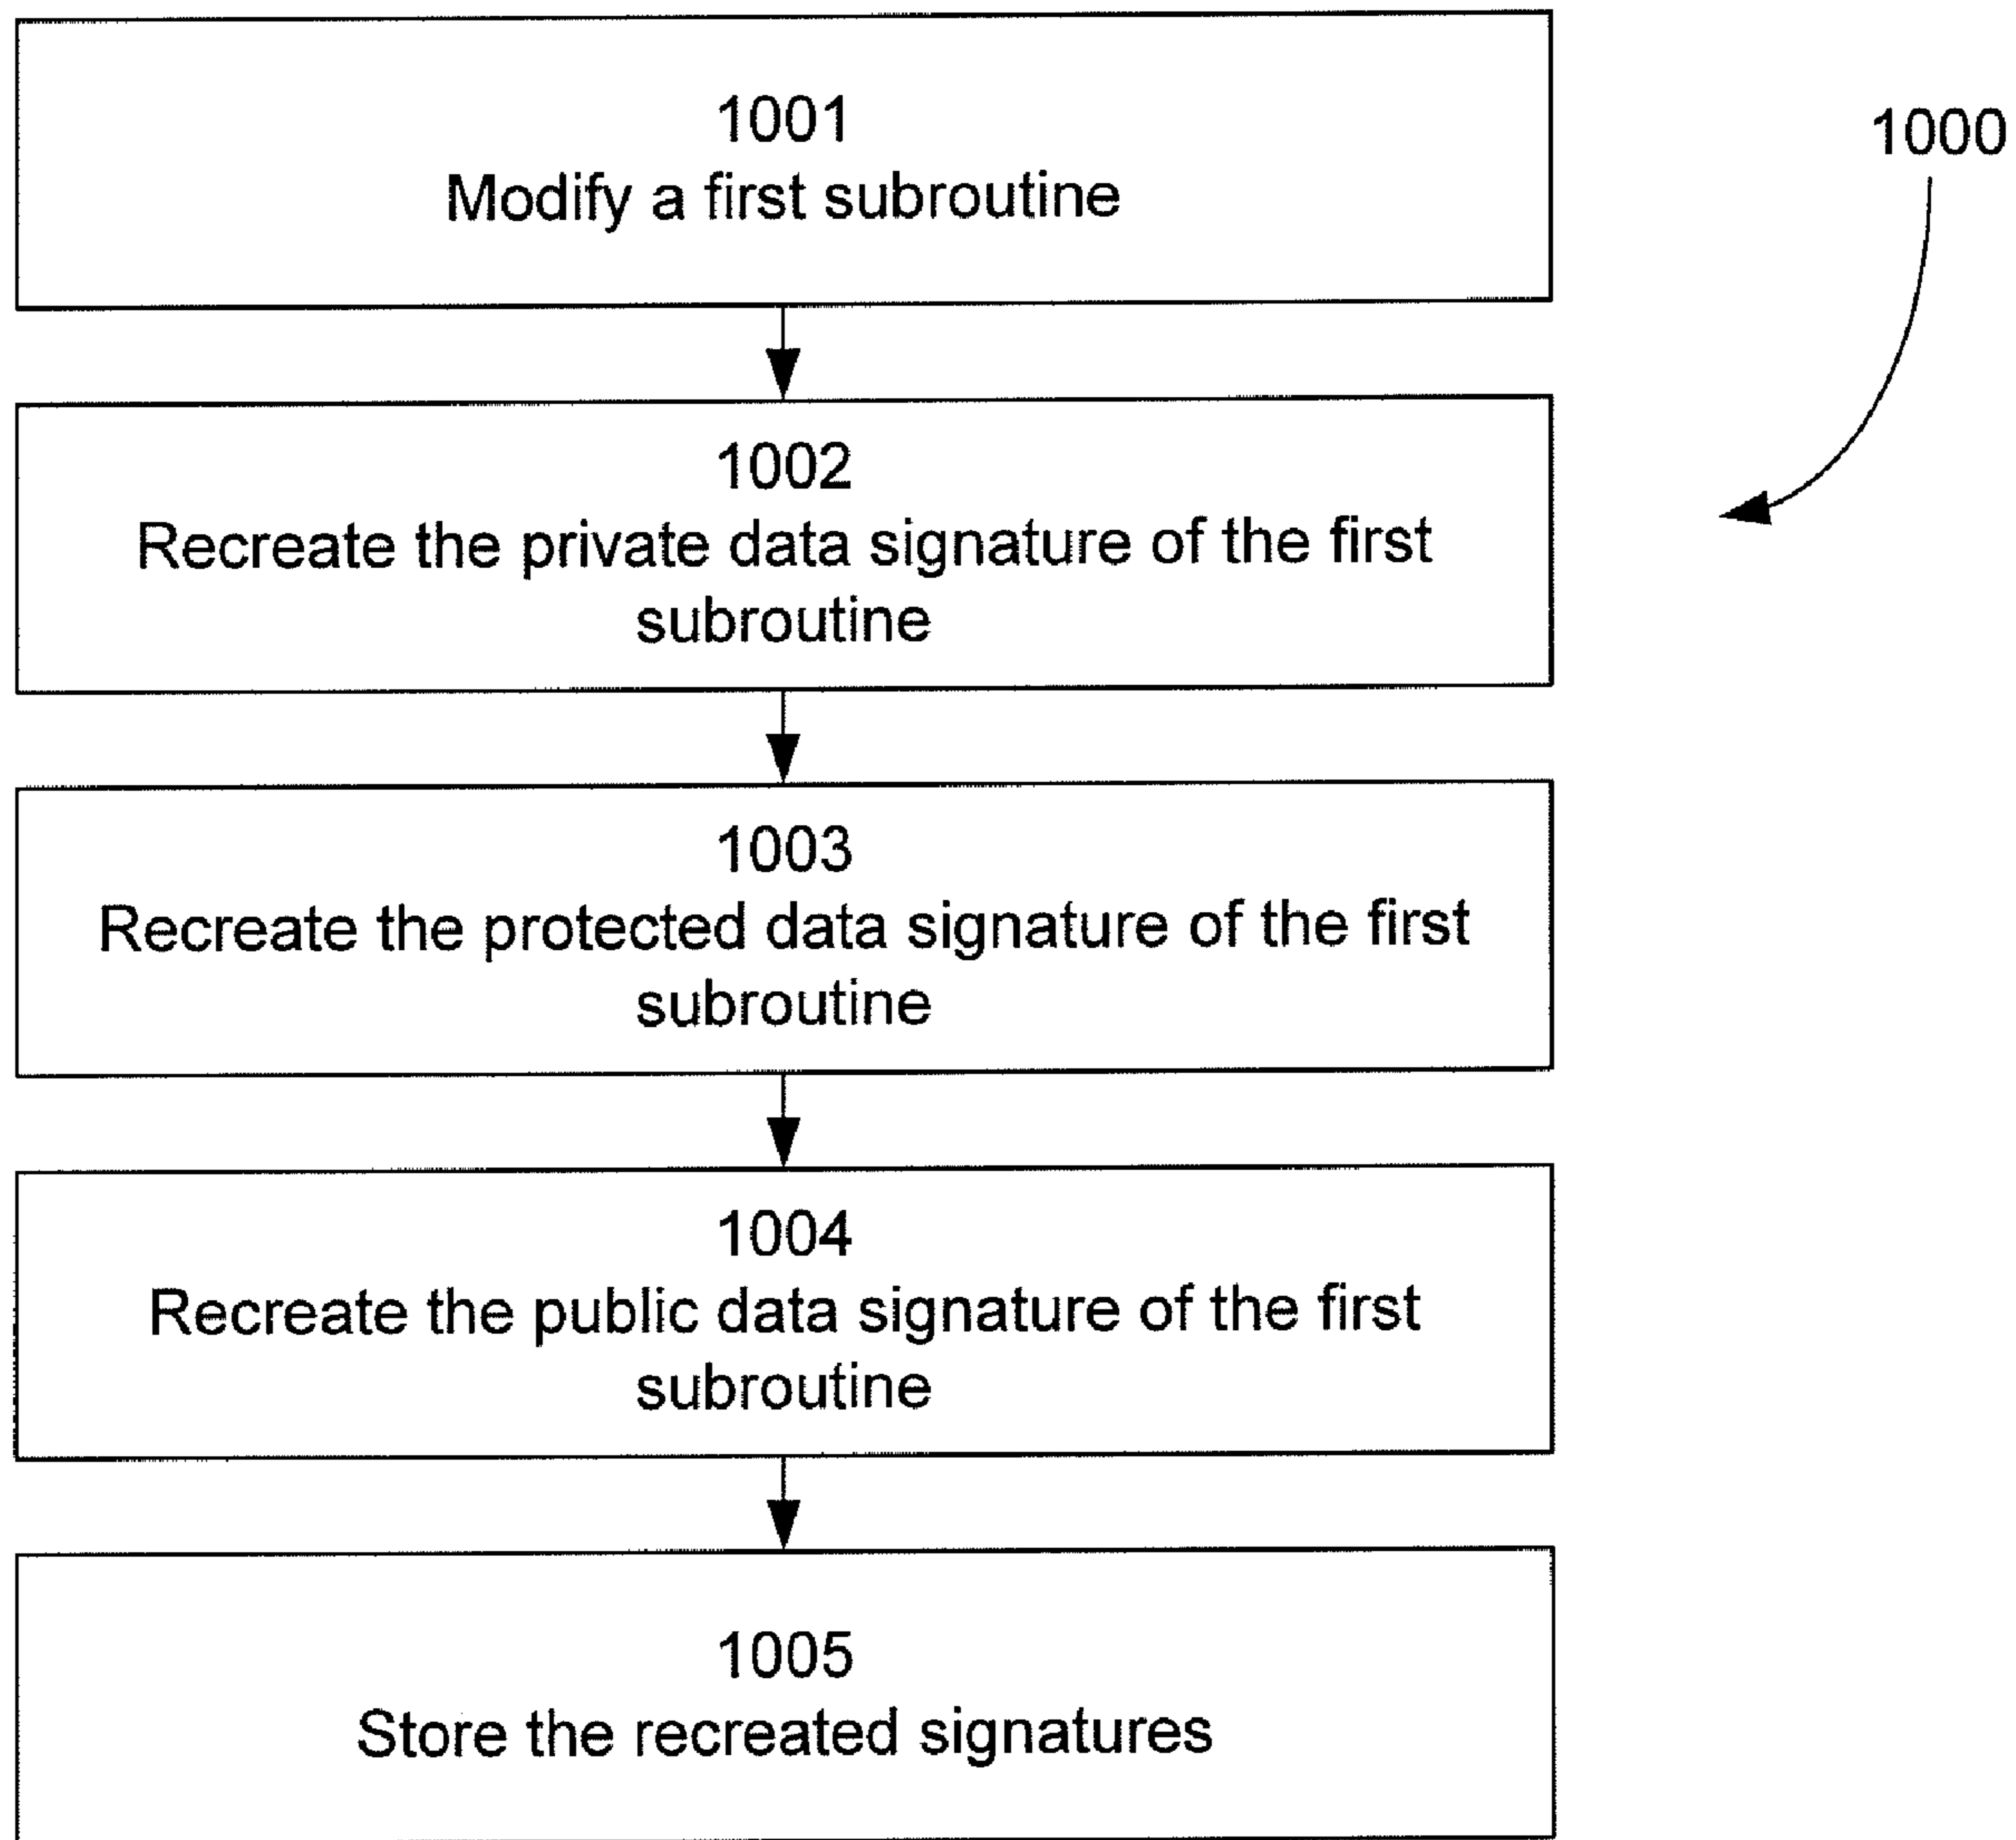 1001
Modify a first subroutine
1000
1002
Recreate the private data signature of the first
subroutine
1003
Recreate the protected data signature of the first
subroutine
1004
Recreate the public data signature of the first
subroutine
1005
Store the recreated signatures